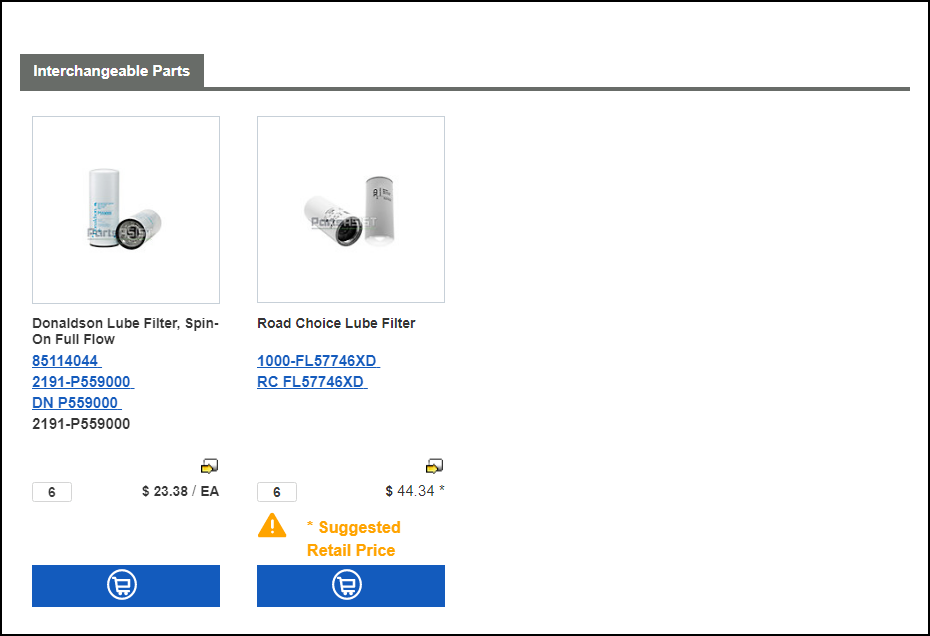 Interchangeable Parts
Donaldson Lube Filter, Spin-
On Full Flow
85114044
2191-P559000
DN P559000
2191-P559000
6
$ 23.38 / EA
Road Choice Lube Filter
1000-FL57746XD
RC FL57746XD
6
$ 44.34 *
* Suggested
Retail Price